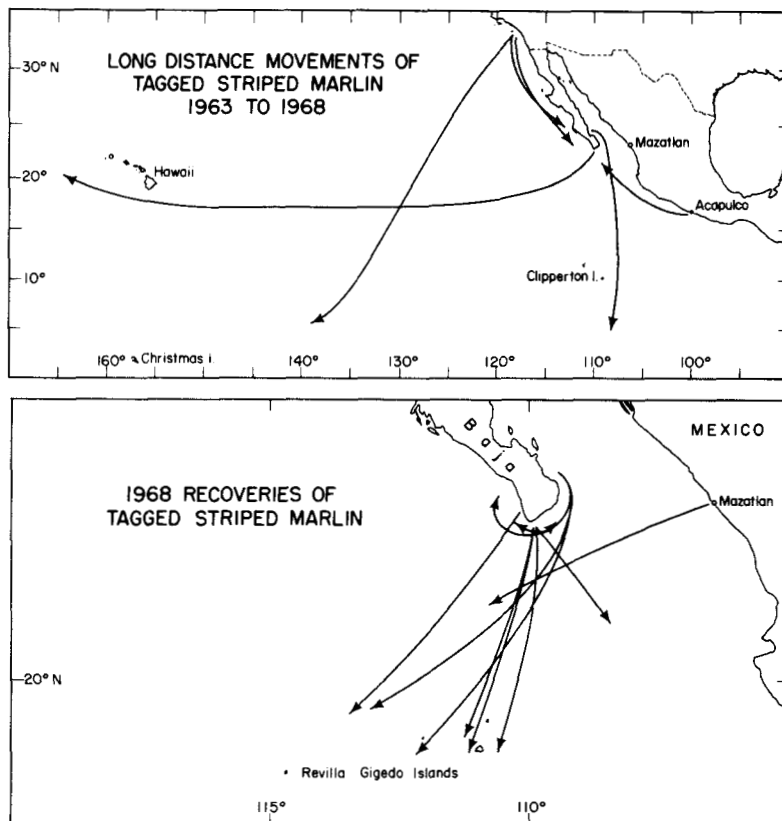 LONG DISTANCE MOVEMENTS OF
TAGGED STRIPED MARLIN
1963 TO 1968
30° N
20°
10°
Hawaii
Mazatlan
Acapulco
Clipperton I.
160°
Christmas i.
140°
130°
120°
110°
100°
1968 RECOVERIES OF
TAGGED STRIPED MARLIN
Baja
MEXICO
Mazatlan
20° N
Revilla Gigedo Islands
115°
110°